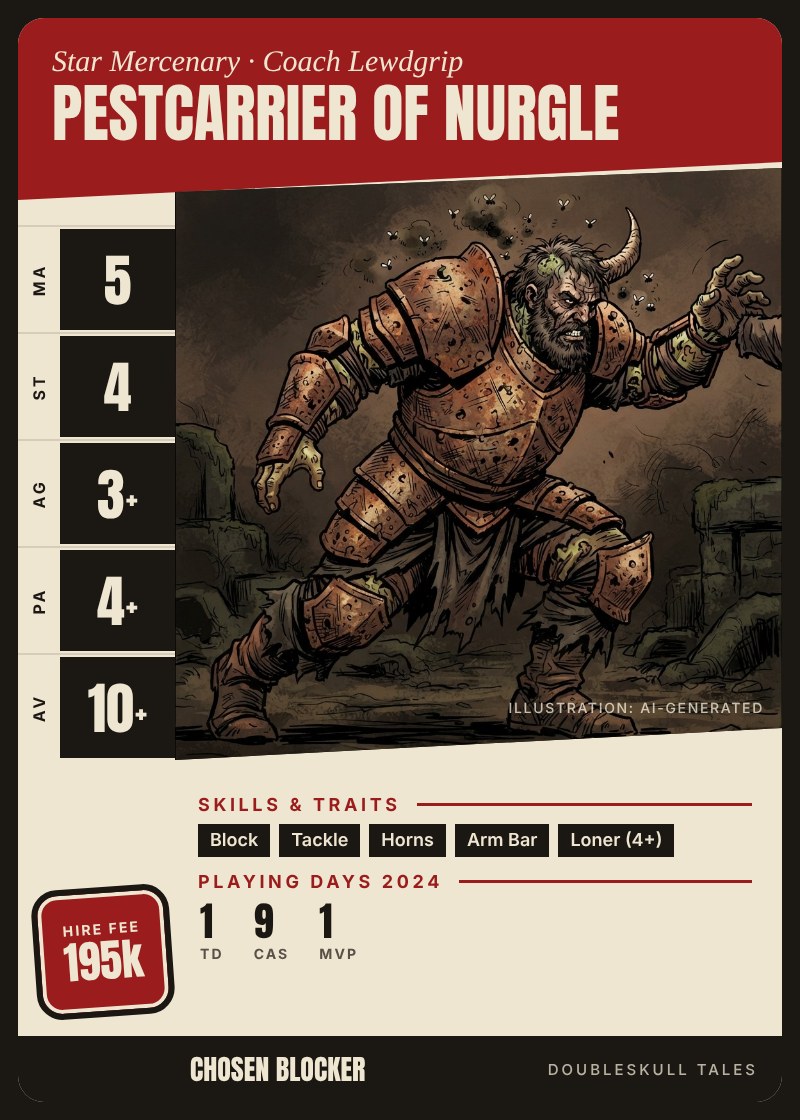 Star Mercenary · Coach Lewdgrip
PESTCARRIER OF NURGLE
MA 5
ST 4
AG 3+
PA 4+
AV 10+
ILLUSTRATION: AI-GENERATED
SKILLS & TRAITS
Block Tackle Horns Arm Bar Loner (4+)
PLAYING DAYS 2024
1 9 1
TD CAS MVP
HIRE FEE
195K
CHOSEN BLOCKER
DOUBLESKULL TALES